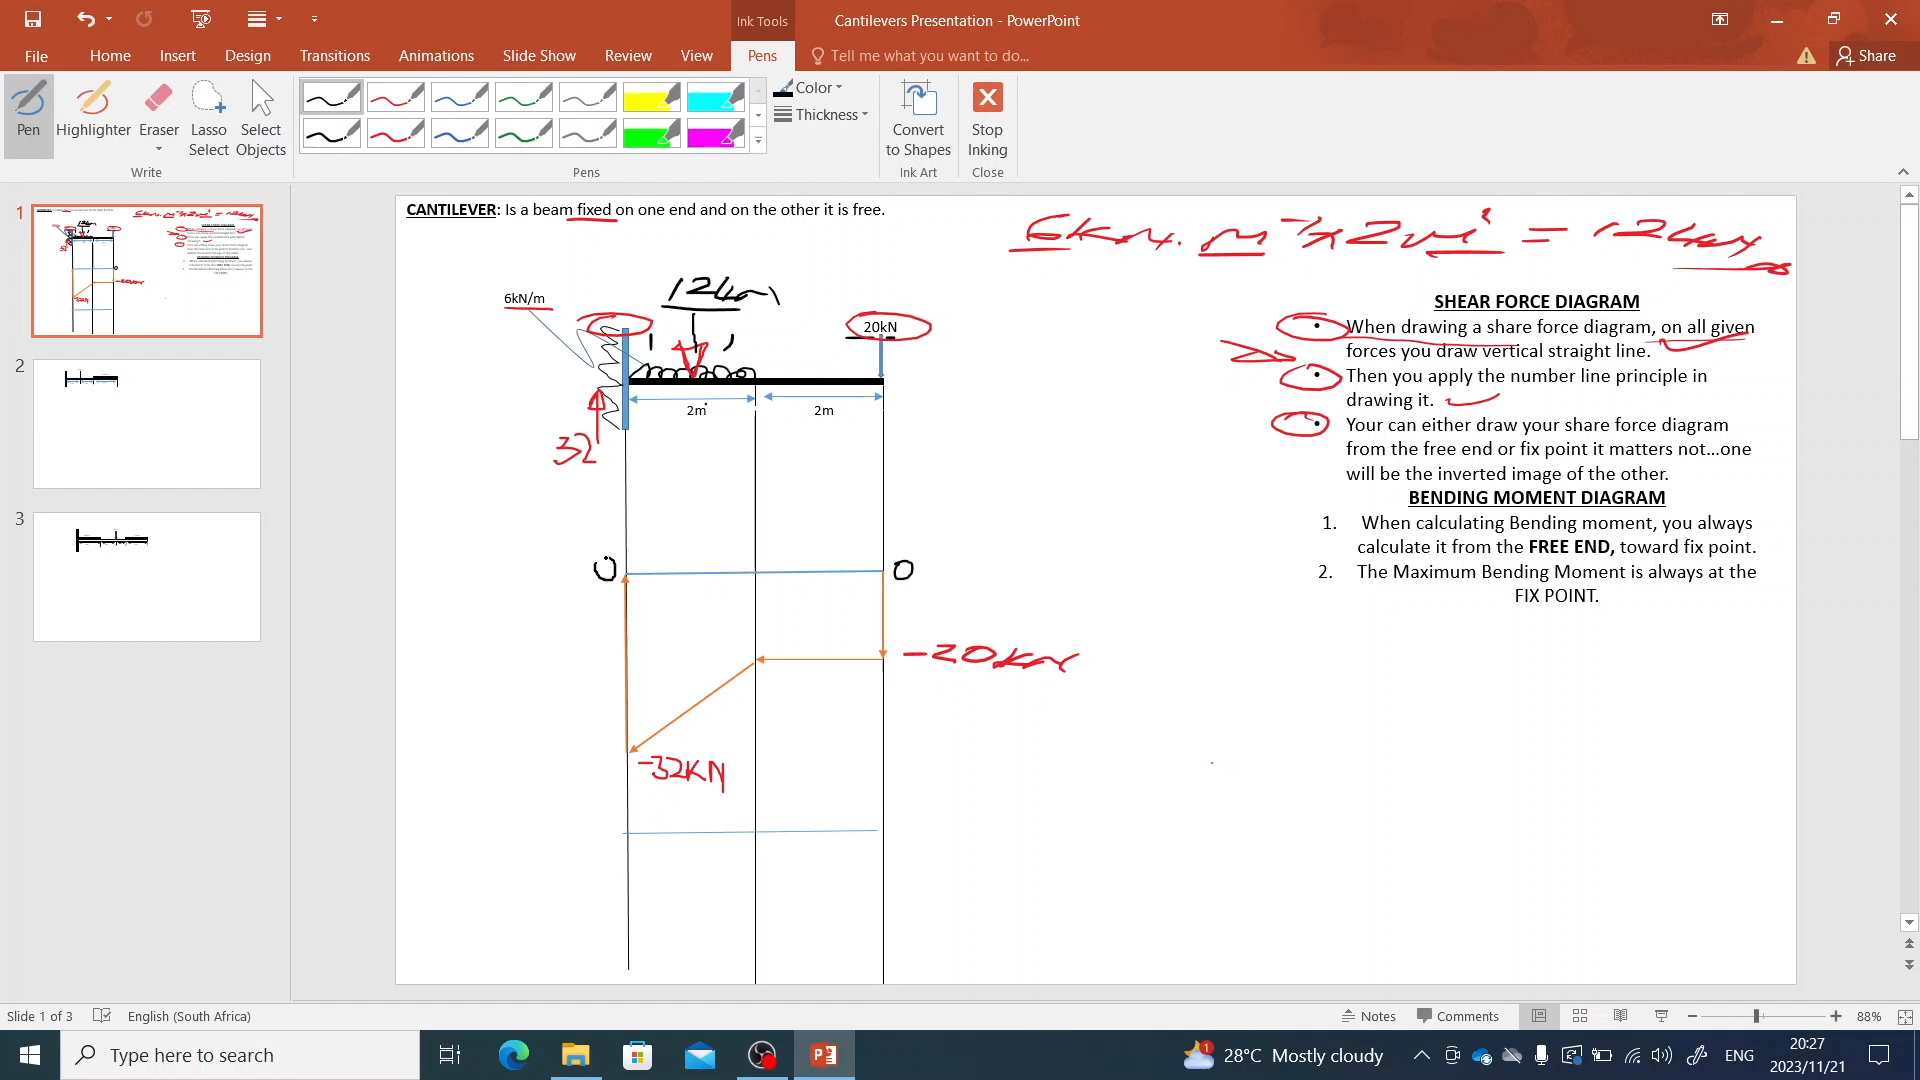 Ink Tools
Cantilevers Presentation - PowerPoint
File Home Insert Design Transitions Animations Slide Show Review View Pens Tell me what you want to do... Share
Pen Highlighter Eraser Lasso Select Select Objects
Color
Thickness
Convert to Shapes
Stop Inking
Write Pens Ink Art Close
1
2
3
CANTILEVER: Is a beam fixed on one end and on the other it is free.
6kN.m⁻¹x2m¹ = 12kN
12kN
6kN/m
20kN
2m 2m
32
0 0
-20KN
-32KN
SHEAR FORCE DIAGRAM
• When drawing a share force diagram, on all given
forces you draw vertical straight line.
• Then you apply the number line principle in
drawing it.
• Your can either draw your share force diagram
from the free end or fix point it matters not...one
will be the inverted image of the other.
BENDING MOMENT DIAGRAM
1. When calculating Bending moment, you always
calculate it from the FREE END, toward fix point.
2. The Maximum Bending Moment is always at the
FIX POINT.
Slide 1 of 3 English (South Africa) Notes Comments 88%
Type here to search
28°C Mostly cloudy
ENG
20:27
2023/11/21